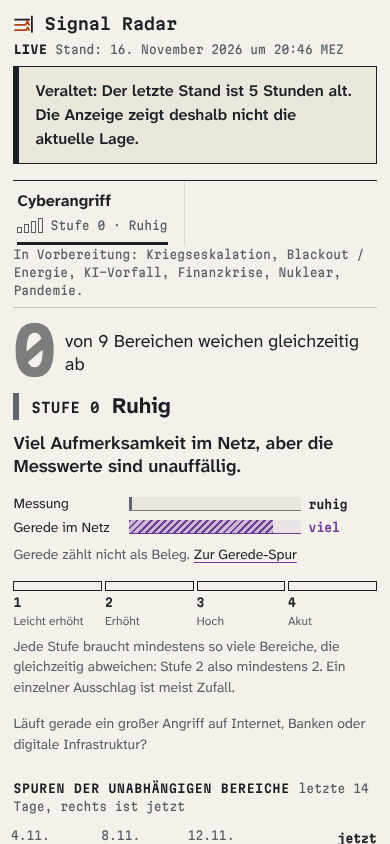 Signal Radar
LIVE Stand: 16. November 2026 um 20:46 MEZ
Veraltet: Der letzte Stand ist 5 Stunden alt.
Die Anzeige zeigt deshalb nicht die
aktuelle Lage.
Cyberangriff
Stufe 0 · Ruhig
In Vorbereitung: Kriegseskalation, Blackout /
Energie, KI-Vorfall, Finanzkrise, Nuklear,
Pandemie.
0 von 9 Bereichen weichen gleichzeitig
ab
STUFE 0 Ruhig
Viel Aufmerksamkeit im Netz, aber die
Messwerte sind unauffällig.
Messung ruhig
Gerede im Netz viel
Gerede zählt nicht als Beleg. Zur Gerede-Spur
1 2 3 4
Leicht erhöht Erhöht Hoch Akut
Jede Stufe braucht mindestens so viele Bereiche, die
gleichzeitig abweichen: Stufe 2 also mindestens 2. Ein
einzelner Ausschlag ist meist Zufall.
Läuft gerade ein großer Angriff auf Internet, Banken oder
digitale Infrastruktur?
SPUREN DER UNABHÄNGIGEN BEREICHE letzte 14
Tage, rechts ist jetzt
4.11. 8.11. 12.11. jetzt